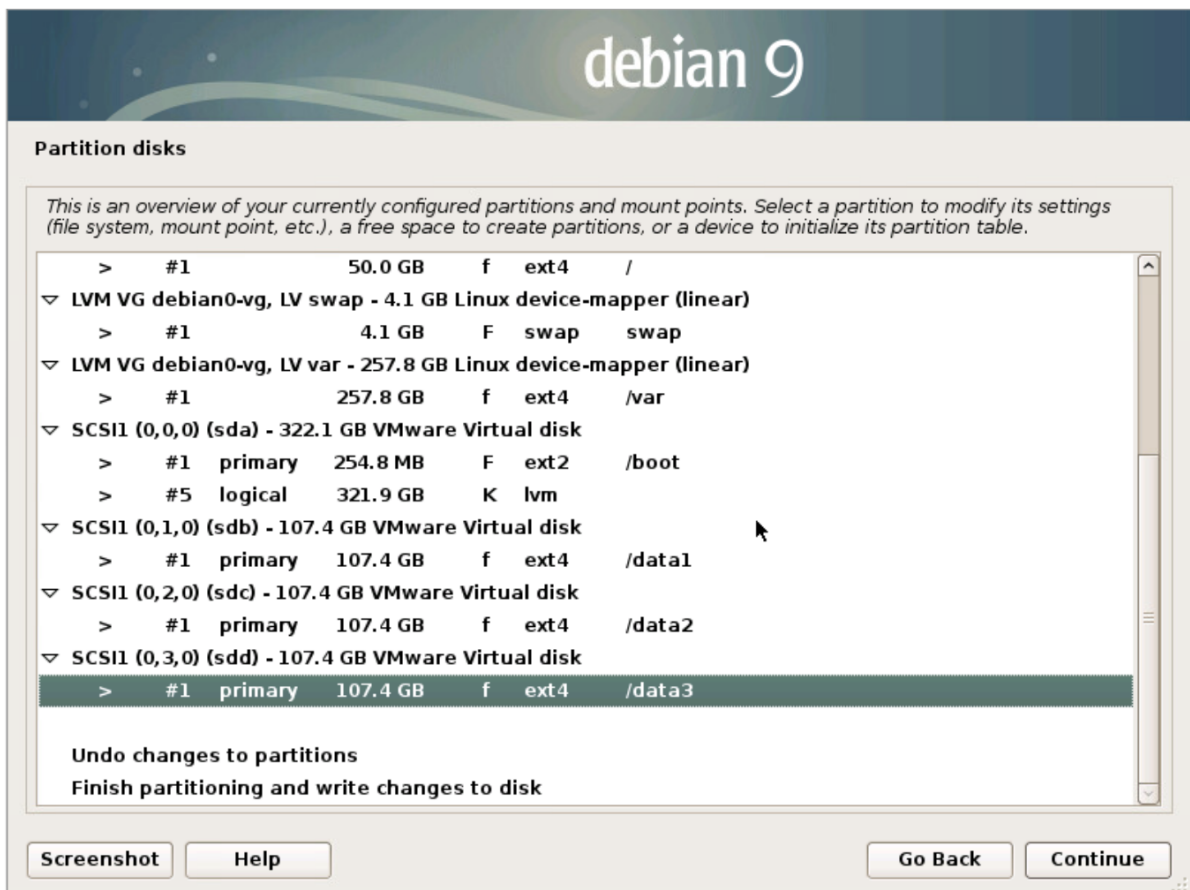 debian 9
Partition disks
This is an overview of your currently configured partitions and mount points. Select a partition to modify its settings
(file system, mount point, etc.), a free space to create partitions, or a device to initialize its partition table.
> #1 50.0 GB f ext4 /
LVM VG debian0-vg, LV swap - 4.1 GB Linux device-mapper (linear)
> #1 4.1 GB F swap swap
LVM VG debian0-vg, LV var - 257.8 GB Linux device-mapper (linear)
> #1 257.8 GB f ext4 /var
SCSI1 (0,0,0) (sda) - 322.1 GB VMware Virtual disk
> #1 primary 254.8 MB F ext2 /boot
> #5 logical 321.9 GB K lvm
SCSI1 (0,1,0) (sdb) - 107.4 GB VMware Virtual disk
> #1 primary 107.4 GB f ext4 /data1
SCSI1 (0,2,0) (sdc) - 107.4 GB VMware Virtual disk
> #1 primary 107.4 GB f ext4 /data2
SCSI1 (0,3,0) (sdd) - 107.4 GB VMware Virtual disk
> #1 primary 107.4 GB f ext4 /data3
Undo changes to partitions
Finish partitioning and write changes to disk
Screenshot Help Go Back Continue